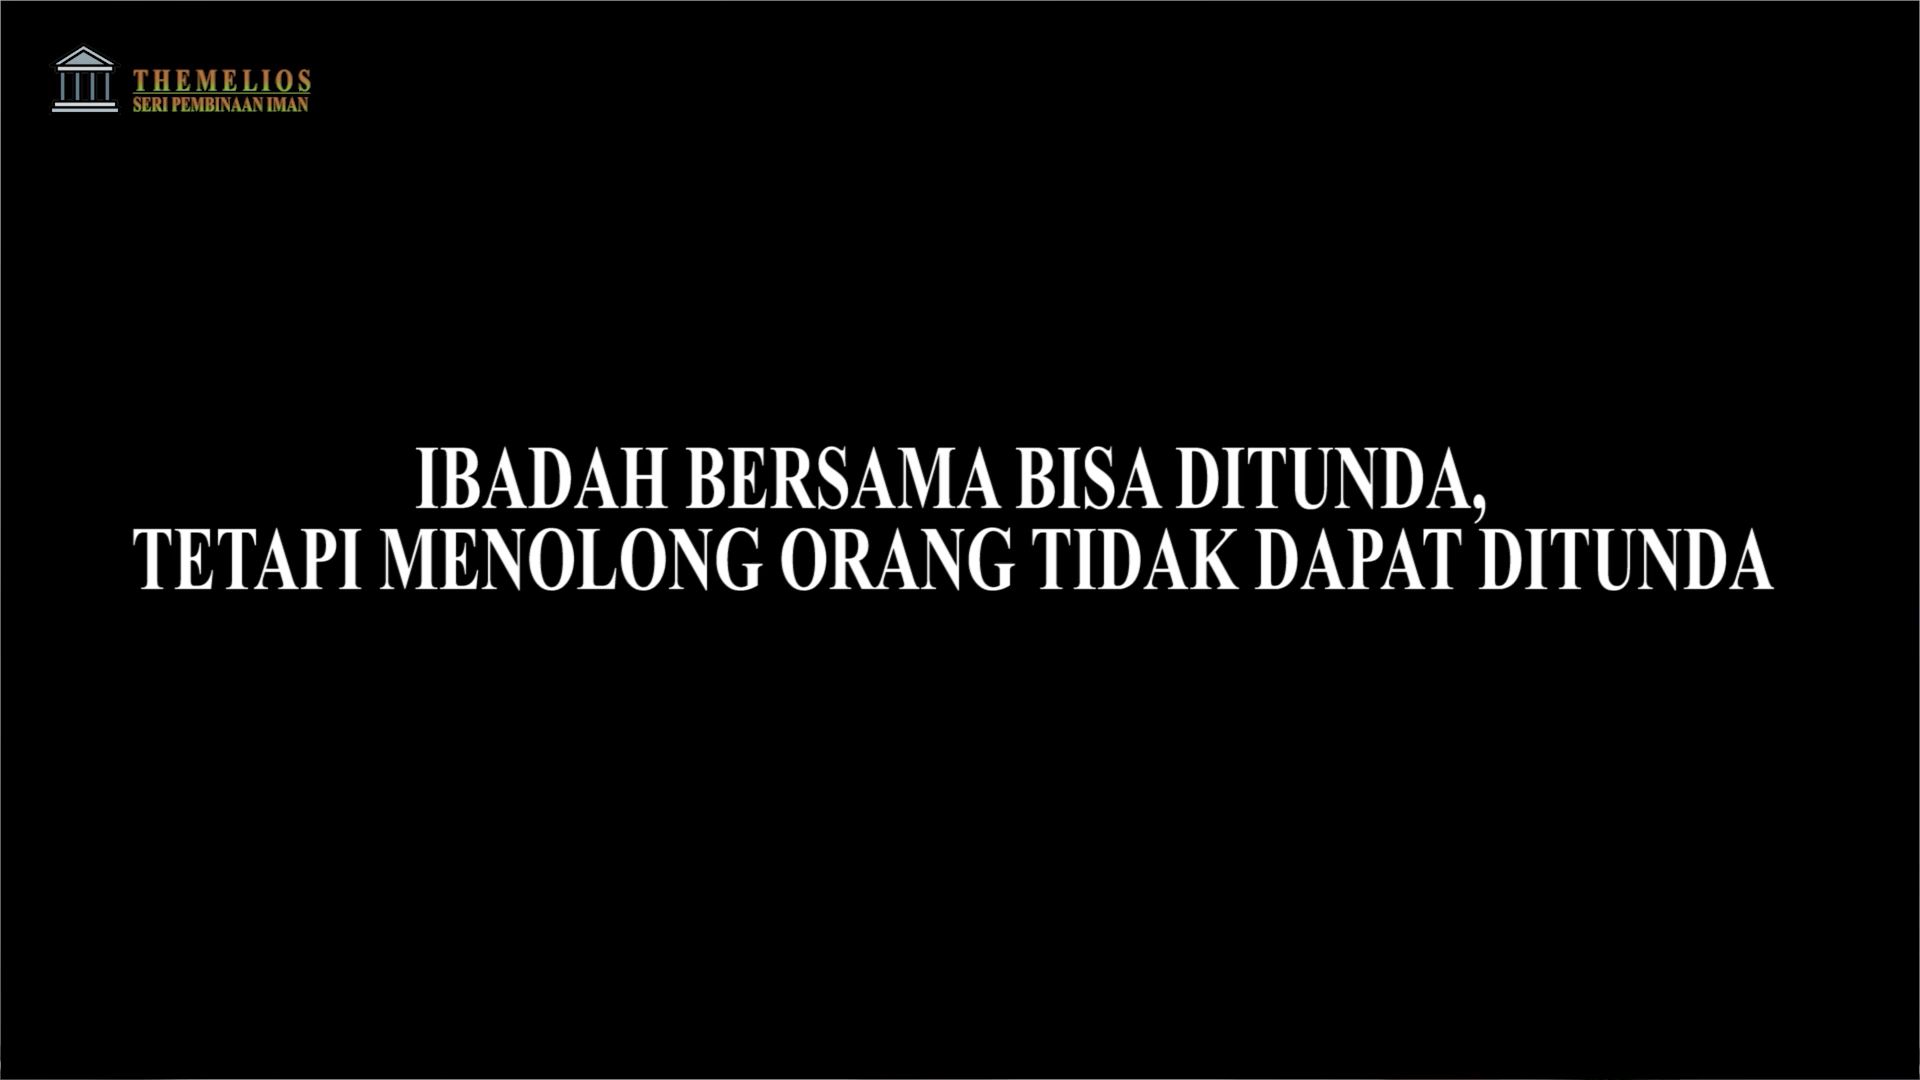 THEMELIOS
SERI PEMBINAAN IMAN
IBADAH BERSAMA BISA DITUNDA,
TETAPI MENOLONG ORANG TIDAK DAPAT DITUNDA